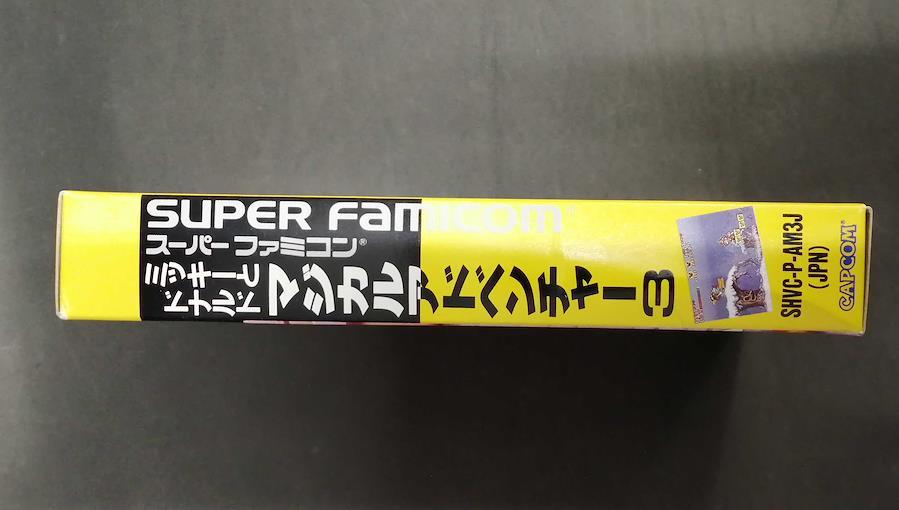 SUPER FAMICOM®
スーパーファミコン®
ミッキーと
ドナルド
マジカルアドベンチャー3
SHVC-P-AM3J
(JPN)
CAPCOM®